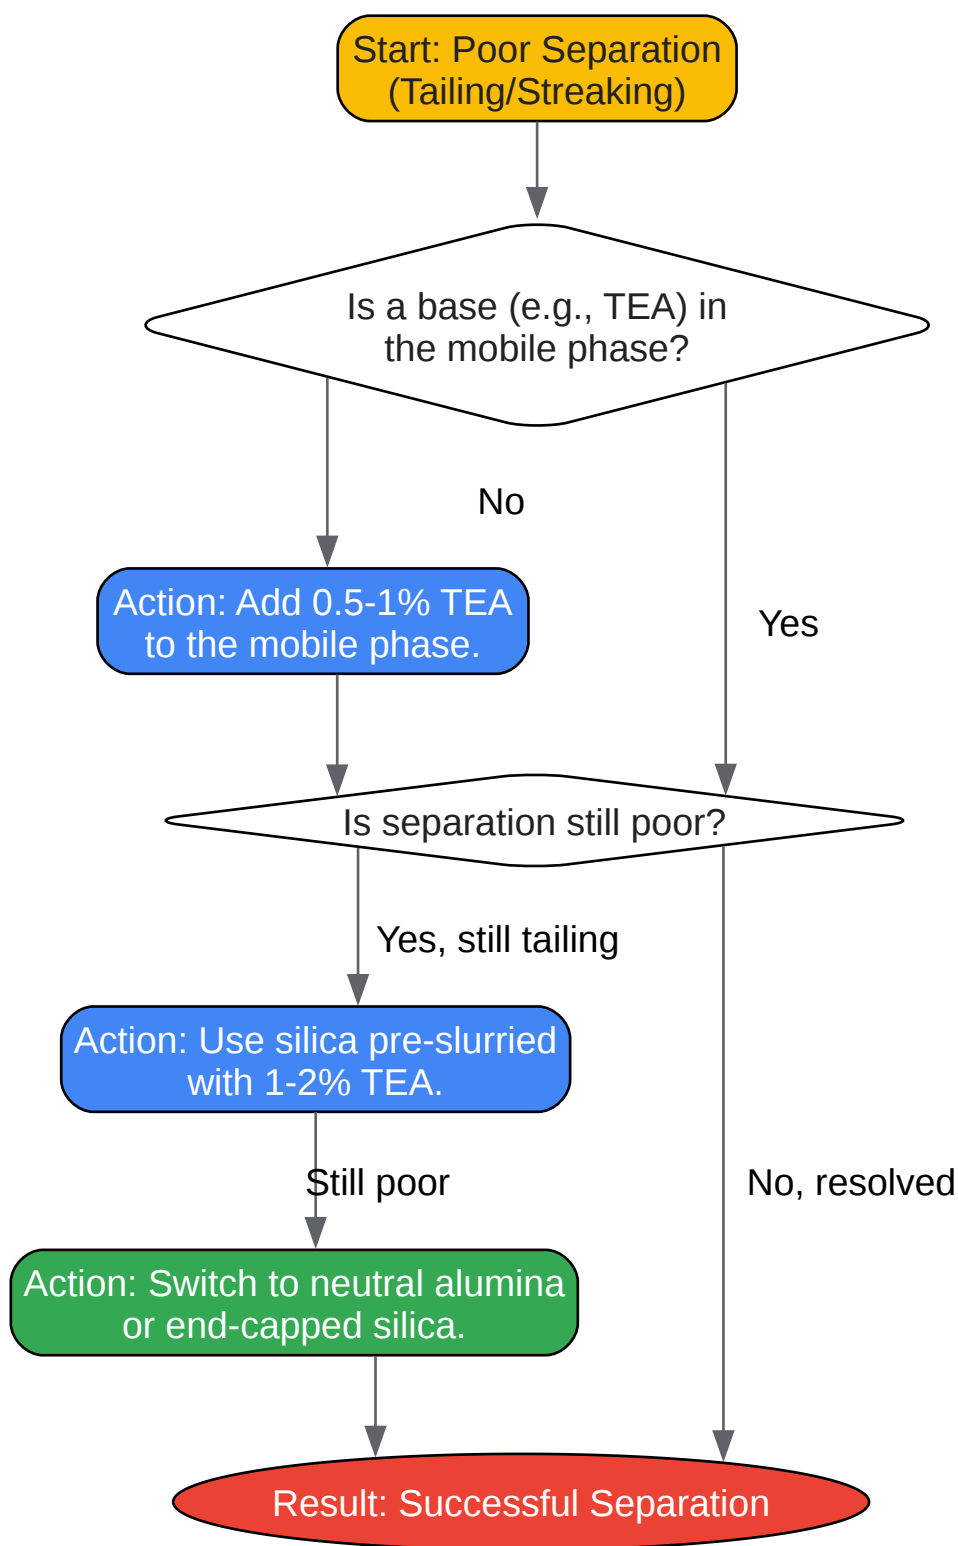 Start: Poor Separation
(Tailing/Streaking)
Is a base (e.g., TEA) in
the mobile phase?
No
Action: Add 0.5-1% TEA
to the mobile phase.
Yes
Is separation still poor?
Yes, still tailing
Action: Use silica pre-slurried
with 1-2% TEA.
Still poor
No, resolved
Action: Switch to neutral alumina
or end-capped silica.
Result: Successful Separation